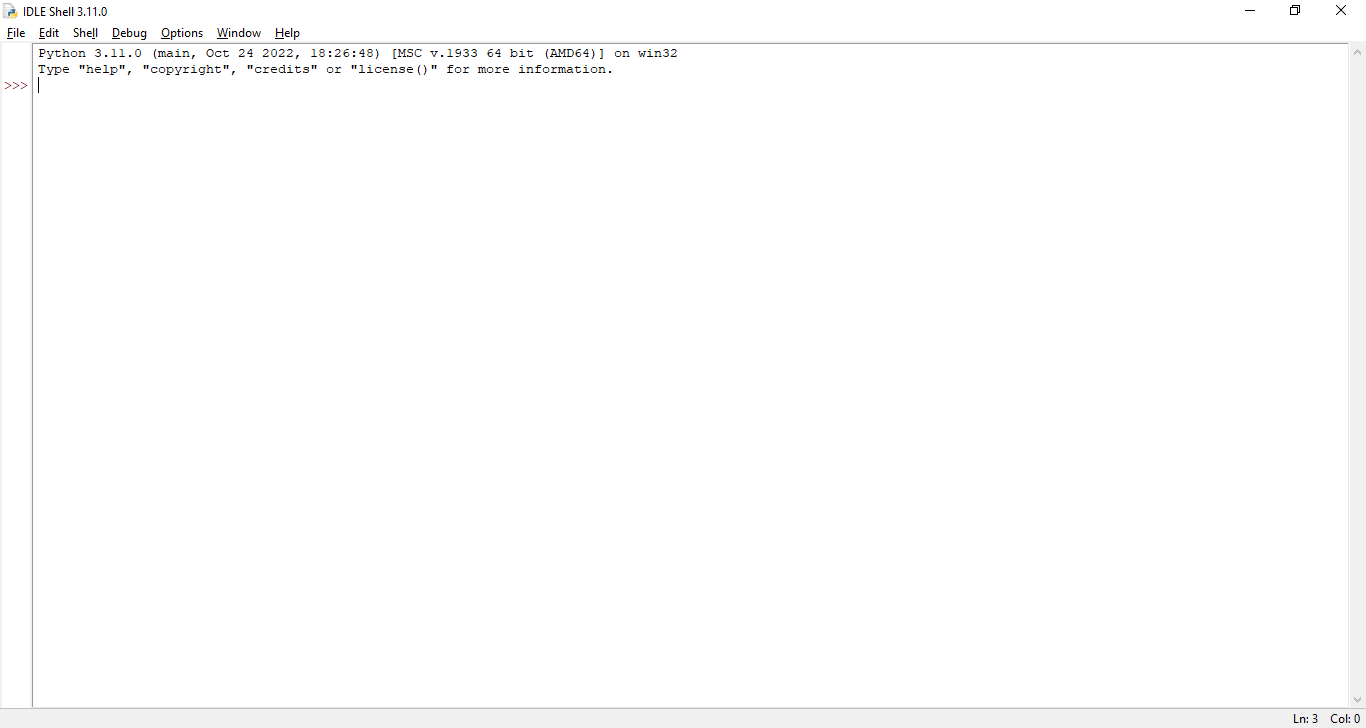 IDLE Shell 3.11.0
File Edit Shell Debug Options Window Help
Python 3.11.0 (main, Oct 24 2022, 18:26:48) [MSC v.1933 64 bit (AMD64)] on win32
Type "help", "copyright", "credits" or "license()" for more information.
>>>
Ln: 3 Col: 0